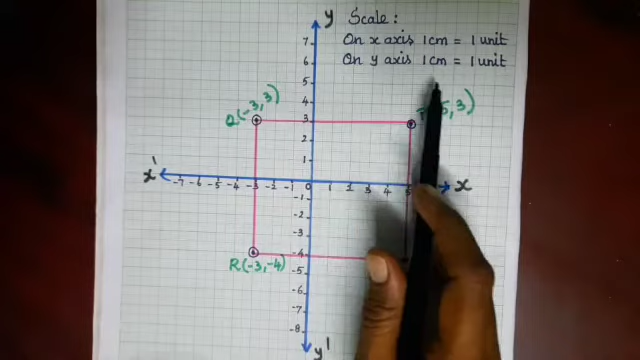 y
Scale:
On x axis 1cm = 1 unit
On y axis 1cm = 1 unit
7
6
5
4
Q(-3,3)
5,3)
3
2
1
x'
-7 -6 -5 -4 -3 -2 -1 0 1 2 3 4 5
x
-1
-2
-3
-4
R(-3,-4)
-5
-6
-7
-8
y'